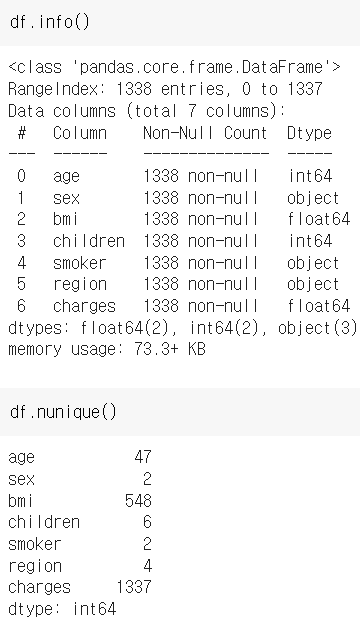 df.info()
<class 'pandas.core.frame.DataFrame'>
RangeIndex: 1338 entries, 0 to 1337
Data columns (total 7 columns):
 #   Column    Non-Null Count  Dtype
---  ------    --------------  -----
 0   age       1338 non-null   int64
 1   sex       1338 non-null   object
 2   bmi       1338 non-null   float64
 3   children  1338 non-null   int64
 4   smoker    1338 non-null   object
 5   region    1338 non-null   object
 6   charges   1338 non-null   float64
dtypes: float64(2), int64(2), object(3)
memory usage: 73.3+ KB
df.nunique()
age           47
sex            2
bmi          548
children       6
smoker         2
region         4
charges     1337
dtype: int64